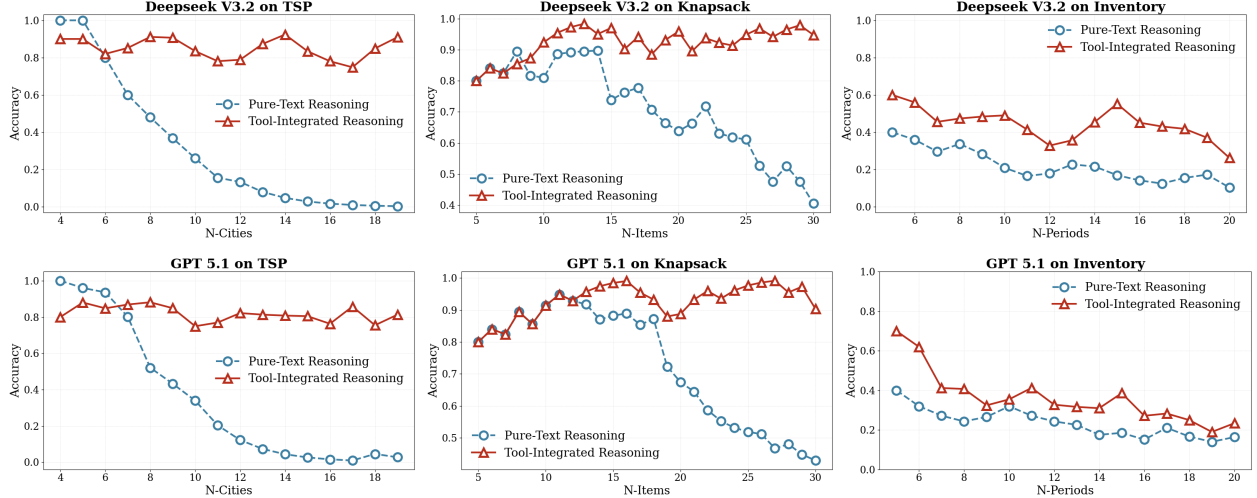 Deepseek V3.2 on TSP
1.0
0.8
0.6
0.4
0.2
0.0
Accuracy
Pure-Text Reasoning
Tool-Integrated Reasoning
4 6 8 10 12 14 16 18
N-Cities
Deepseek V3.2 on Knapsack
1.0
0.9
0.8
0.7
0.6
0.5
0.4
Accuracy
Pure-Text Reasoning
Tool-Integrated Reasoning
5 10 15 20 25 30
N-Items
Deepseek V3.2 on Inventory
1.0
0.8
0.6
0.4
0.2
0.0
Accuracy
Pure-Text Reasoning
Tool-Integrated Reasoning
6 8 10 12 14 16 18 20
N-Periods
GPT 5.1 on TSP
1.0
0.8
0.6
0.4
0.2
0.0
Accuracy
Pure-Text Reasoning
Tool-Integrated Reasoning
4 6 8 10 12 14 16 18
N-Cities
GPT 5.1 on Knapsack
1.0
0.9
0.8
0.7
0.6
0.5
Accuracy
Pure-Text Reasoning
Tool-Integrated Reasoning
5 10 15 20 25 30
N-Items
GPT 5.1 on Inventory
1.0
0.8
0.6
0.4
0.2
0.0
Accuracy
Pure-Text Reasoning
Tool-Integrated Reasoning
6 8 10 12 14 16 18 20
N-Periods